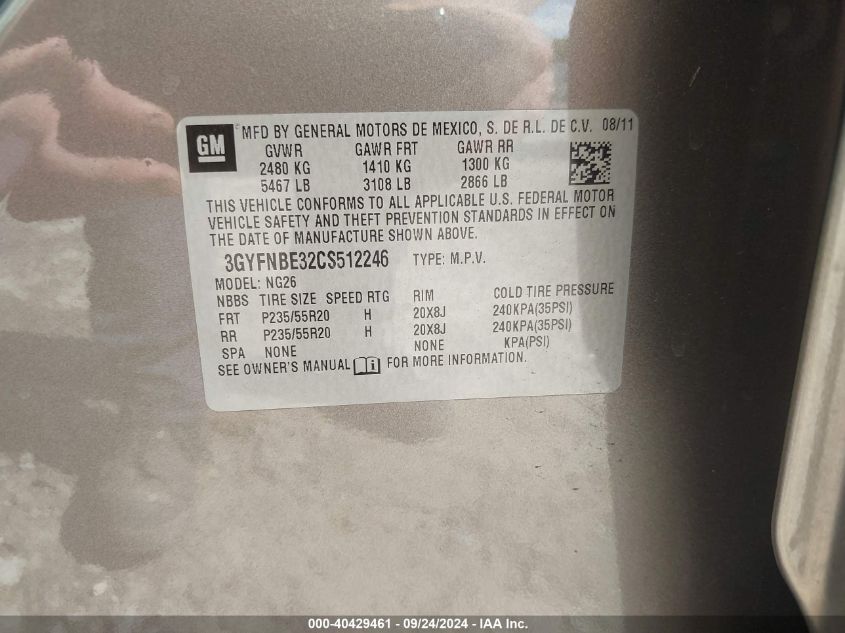 GM MFD BY GENERAL MOTORS DE MEXICO, S. DE R.L. DE C.V. 08/11
GVWR GAWR FRT GAWR RR
2480 KG 1410 KG 1300 KG
5467 LB 3108 LB 2866 LB
THIS VEHICLE CONFORMS TO ALL APPLICABLE U.S. FEDERAL MOTOR
VEHICLE SAFETY AND THEFT PREVENTION STANDARDS IN EFFECT ON
THE DATE OF MANUFACTURE SHOWN ABOVE.
3GYFNBE32CS512246 TYPE: M.P.V.
MODEL: NG26
NBBS TIRE SIZE SPEED RTG RIM COLD TIRE PRESSURE
FRT P235/55R20 H 20X8J 240KPA(35PSI)
RR P235/55R20 H 20X8J 240KPA(35PSI)
SPA NONE NONE KPA(PSI)
SEE OWNER'S MANUAL i FOR MORE INFORMATION.
000-40429461 - 09/24/2024 - IAA Inc.